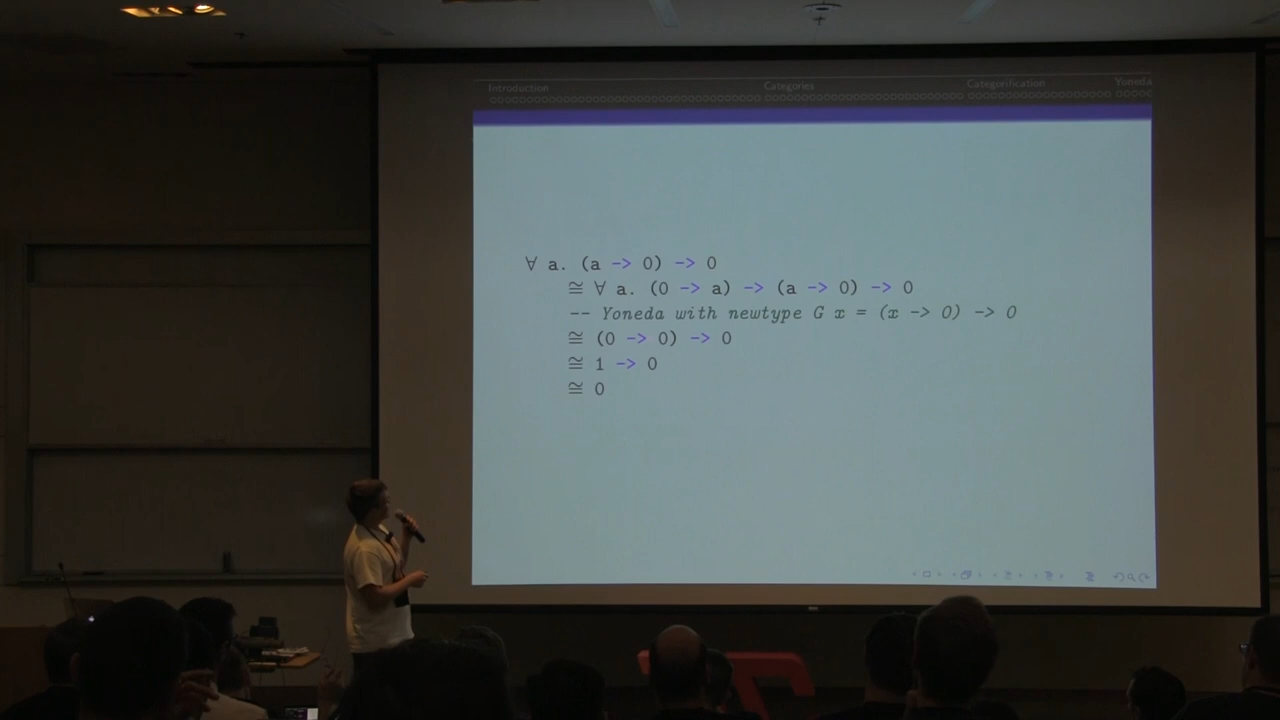 Introduction Categories Categorification Yoneda
∀ a. (a -> 0) -> 0
≅ ∀ a. (0 -> a) -> (a -> 0) -> 0
-- Yoneda with newtype G x = (x -> 0) -> 0
≅ (0 -> 0) -> 0
≅ 1 -> 0
≅ 0